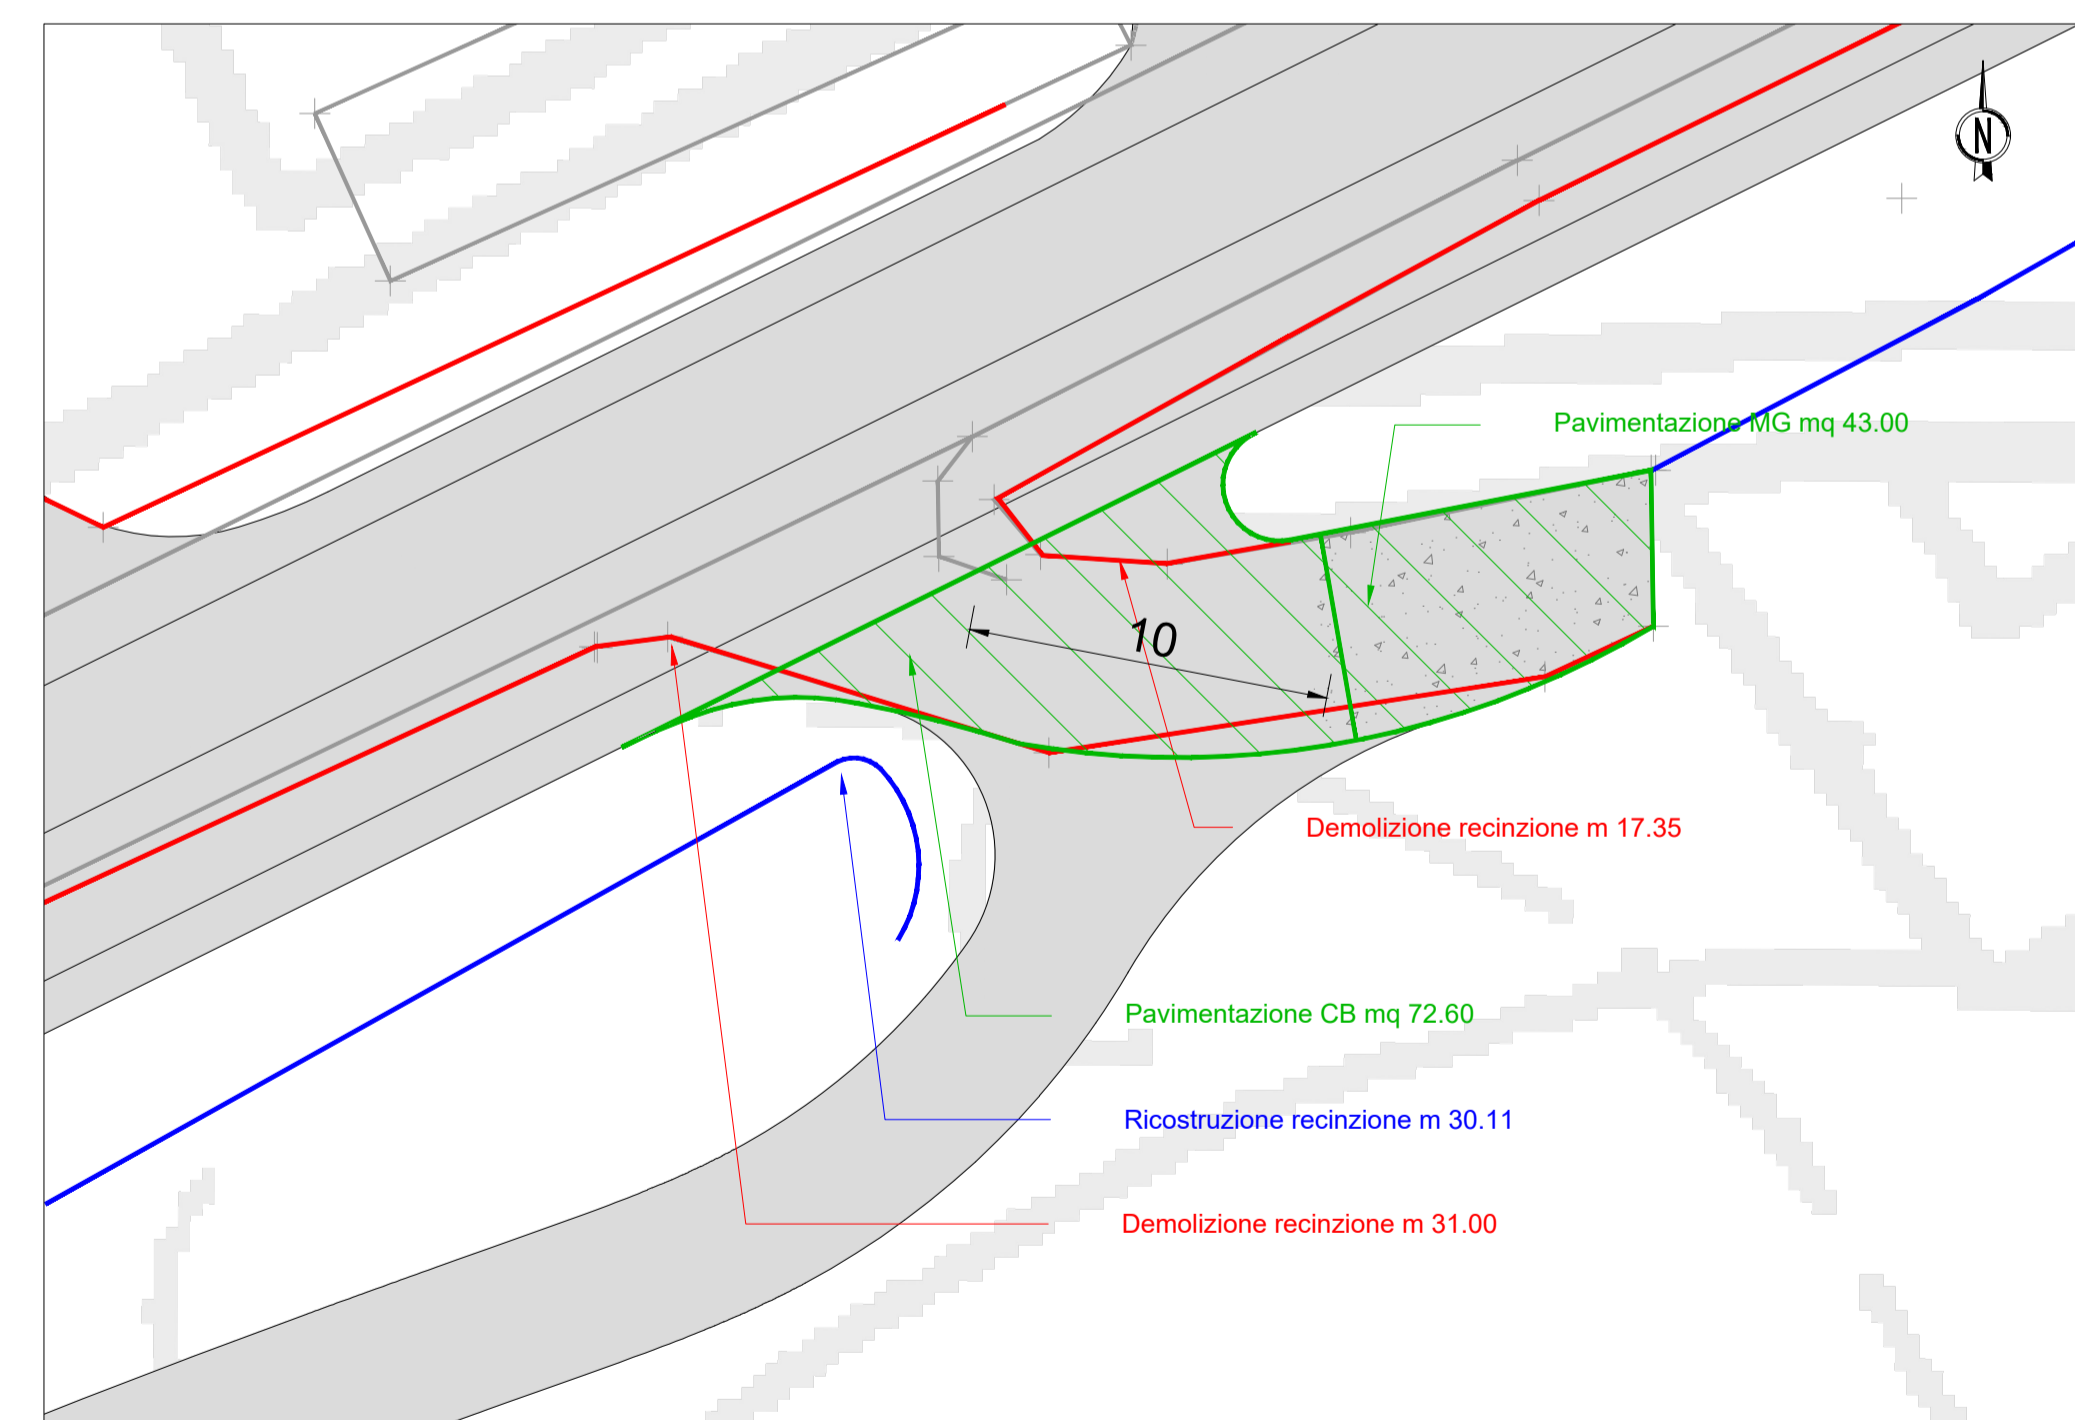 N
Pavimentazione MG mq 43.00
10
Demolizione recinzione m 17.35
Pavimentazione CB mq 72.60
Ricostruzione recinzione m 30.11
Demolizione recinzione m 31.00